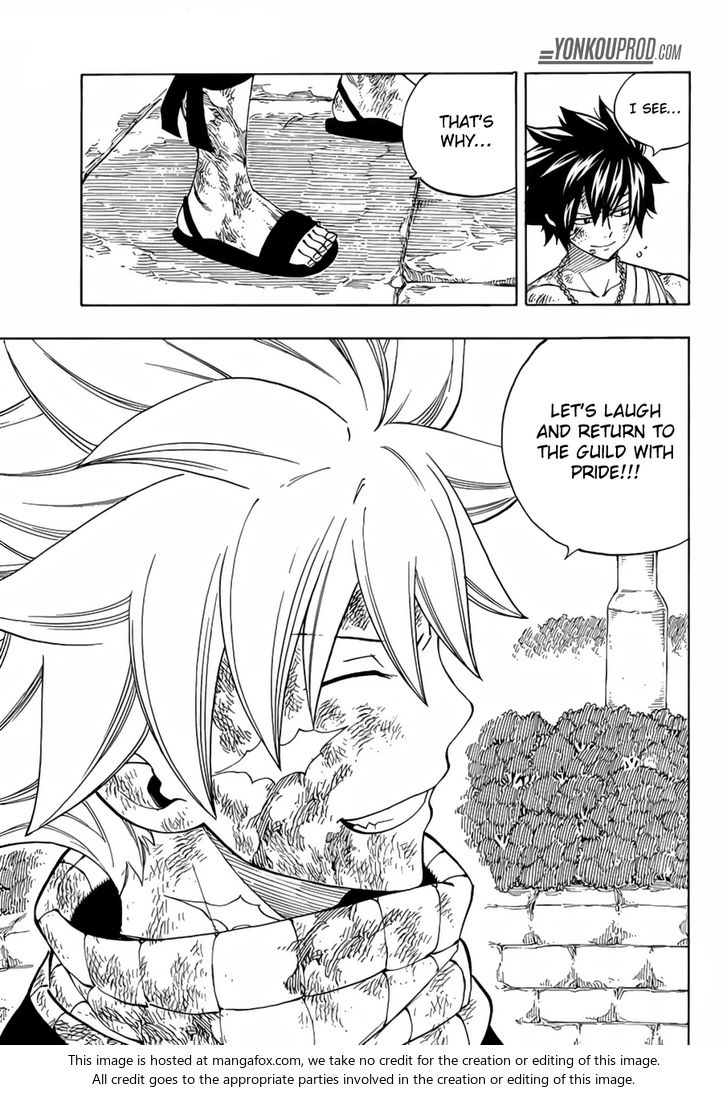 YONKOUPROD.COM
I SEE...
THAT'S
WHY...
LET'S LAUGH
AND RETURN TO
THE GUILD WITH
PRIDE!!!
This image is hosted at mangafox.com, we take no credit for the creation or editing of this image.
All credit goes to the appropriate parties involved in the creation or editing of this image.